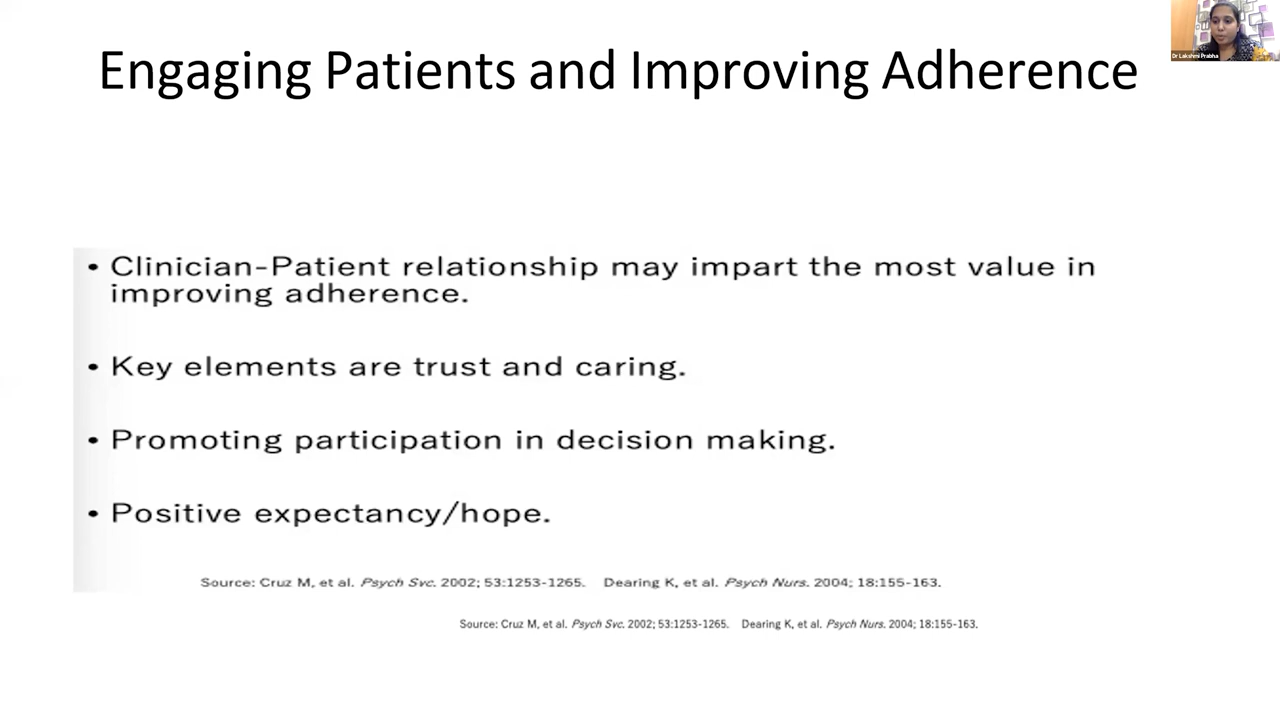 Engaging Patients and Improving Adherence
Dr Lakshmi Prabha
• Clinician-Patient relationship may impart the most value in
improving adherence.
• Key elements are trust and caring.
• Promoting participation in decision making.
• Positive expectancy/hope.
Source: Cruz M, et al. Psych Svc. 2002; 53:1253-1265. Dearing K, et al. Psych Nurs. 2004; 18:155-163.
Source: Cruz M, et al. Psych Svc. 2002; 53:1253-1265. Dearing K, et al. Psych Nurs. 2004; 18:155-163.